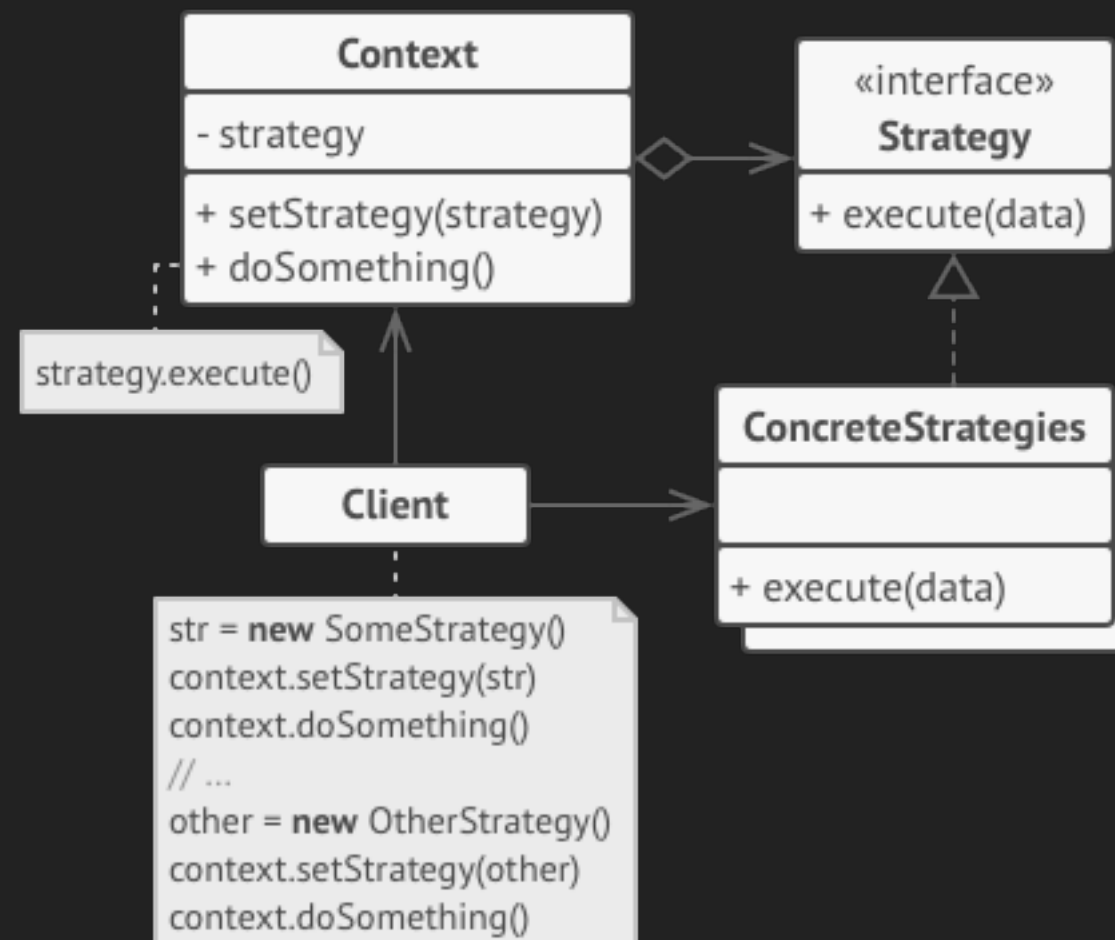 Context
- strategy
+ setStrategy(strategy)
+ doSomething()
«interface»
Strategy
+ execute(data)
strategy.execute()
Client
ConcreteStrategies
+ execute(data)
str = new SomeStrategy()
context.setStrategy(str)
context.doSomething()
// ...
other = new OtherStrategy()
context.setStrategy(other)
context.doSomething()